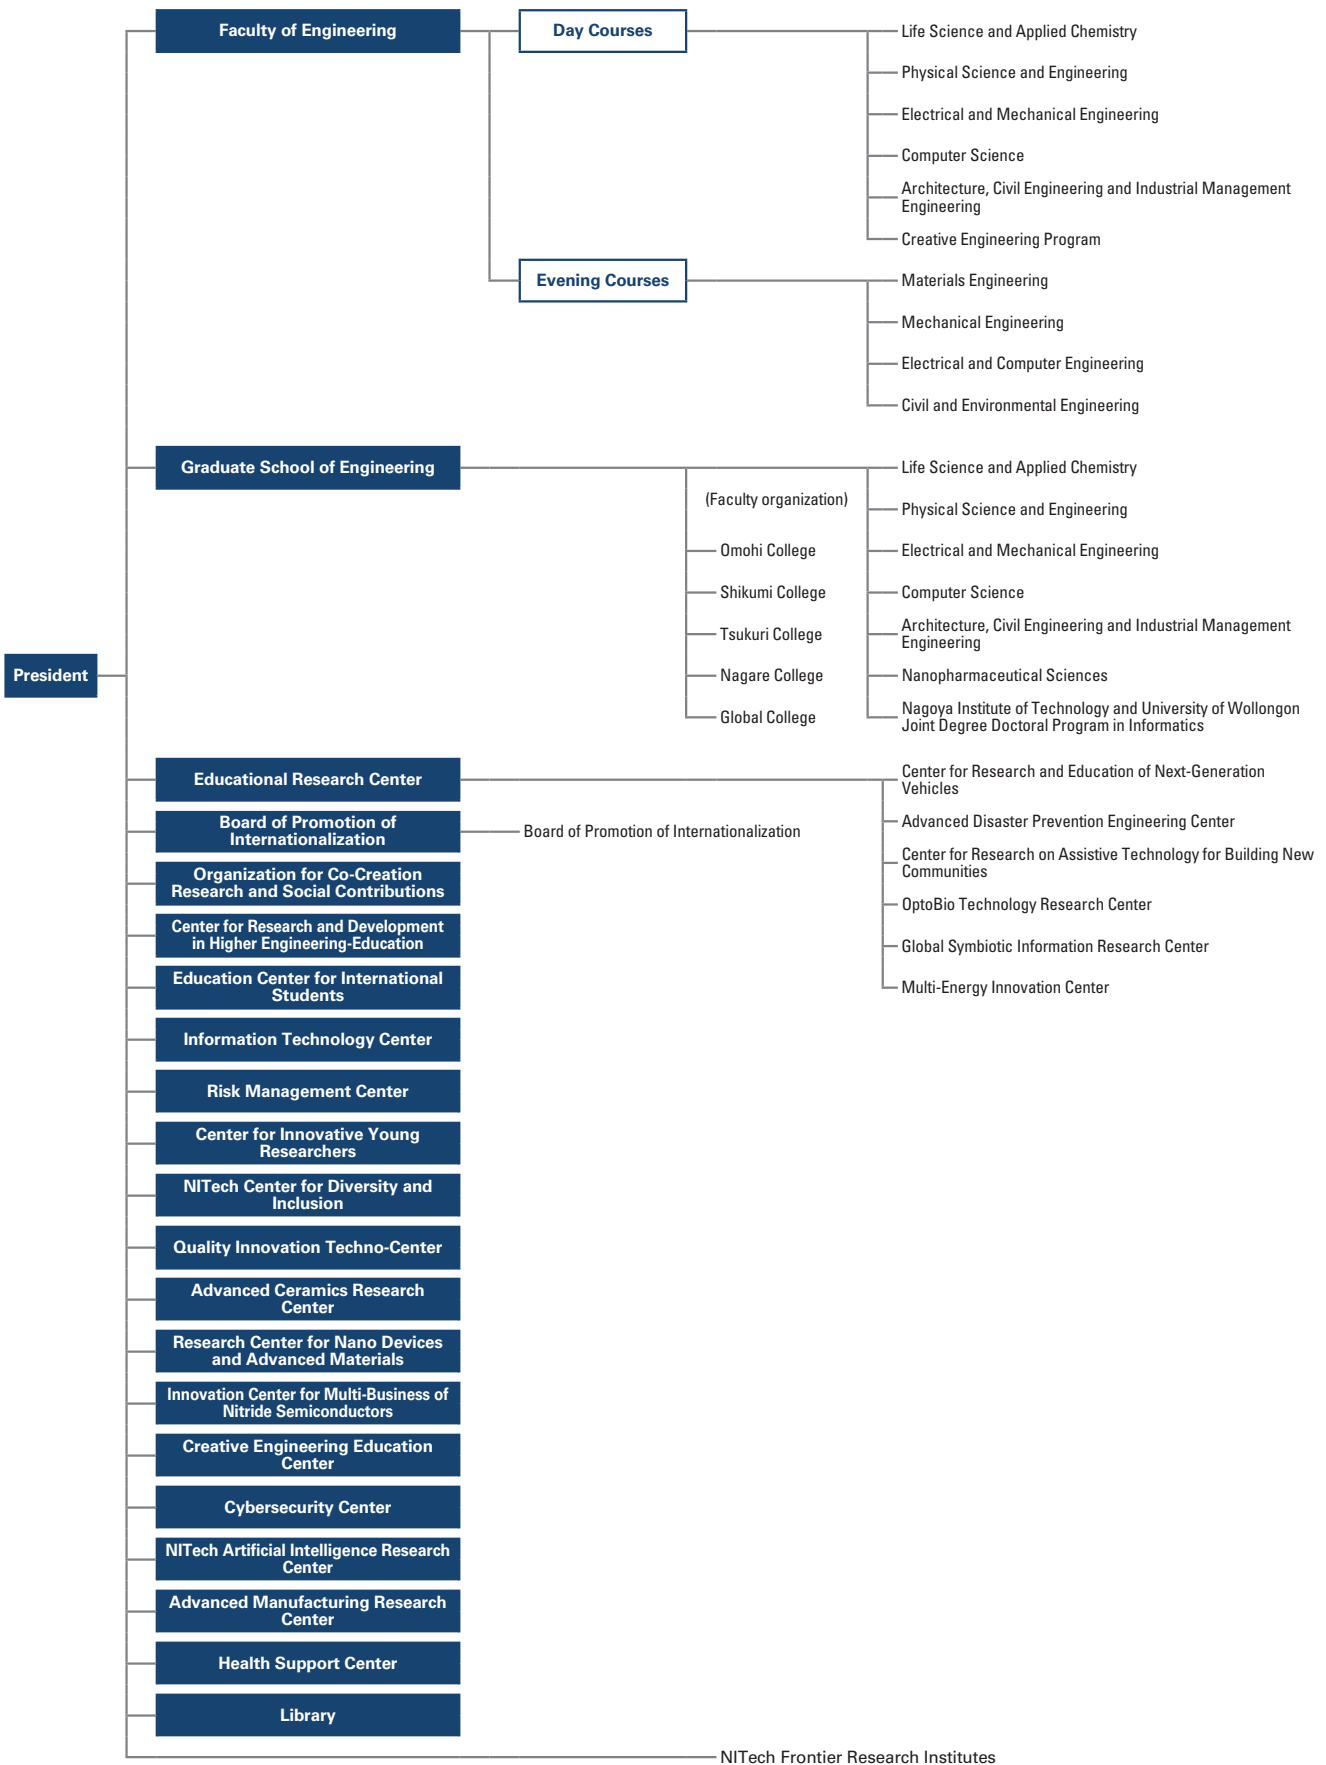 Faculty of Engineering
Day Courses
Life Science and Applied Chemistry
Physical Science and Engineering
Electrical and Mechanical Engineering
Computer Science
Architecture, Civil Engineering and Industrial Management
Engineering
Creative Engineering Program
Evening Courses
Materials Engineering
Mechanical Engineering
Electrical and Computer Engineering
Civil and Environmental Engineering
Graduate School of Engineering
(Faculty organization)
Omohi College
Shikumi College
Tsukuri College
Nagare College
Global College
Life Science and Applied Chemistry
Physical Science and Engineering
Electrical and Mechanical Engineering
Computer Science
Architecture, Civil Engineering and Industrial Management
Engineering
Nanopharmaceutical Sciences
Nagoya Institute of Technology and University of Wollongon
Joint Degree Doctoral Program in Informatics
President
Educational Research Center
Center for Research and Education of Next-Generation
Vehicles
Advanced Disaster Prevention Engineering Center
Center for Research on Assistive Technology for Building New
Communities
OptoBio Technology Research Center
Global Symbiotic Information Research Center
Multi-Energy Innovation Center
Board of Promotion of
Internationalization
Board of Promotion of Internationalization
Organization for Co-Creation
Research and Social Contributions
Center for Research and Development
in Higher Engineering-Education
Education Center for International
Students
Information Technology Center
Risk Management Center
Center for Innovative Young
Researchers
NITech Center for Diversity and
Inclusion
Quality Innovation Techno-Center
Advanced Ceramics Research
Center
Research Center for Nano Devices
and Advanced Materials
Innovation Center for Multi-Business of
Nitride Semiconductors
Creative Engineering Education
Center
Cybersecurity Center
NITech Artificial Intelligence Research
Center
Advanced Manufacturing Research
Center
Health Support Center
Library
NITech Frontier Research Institutes